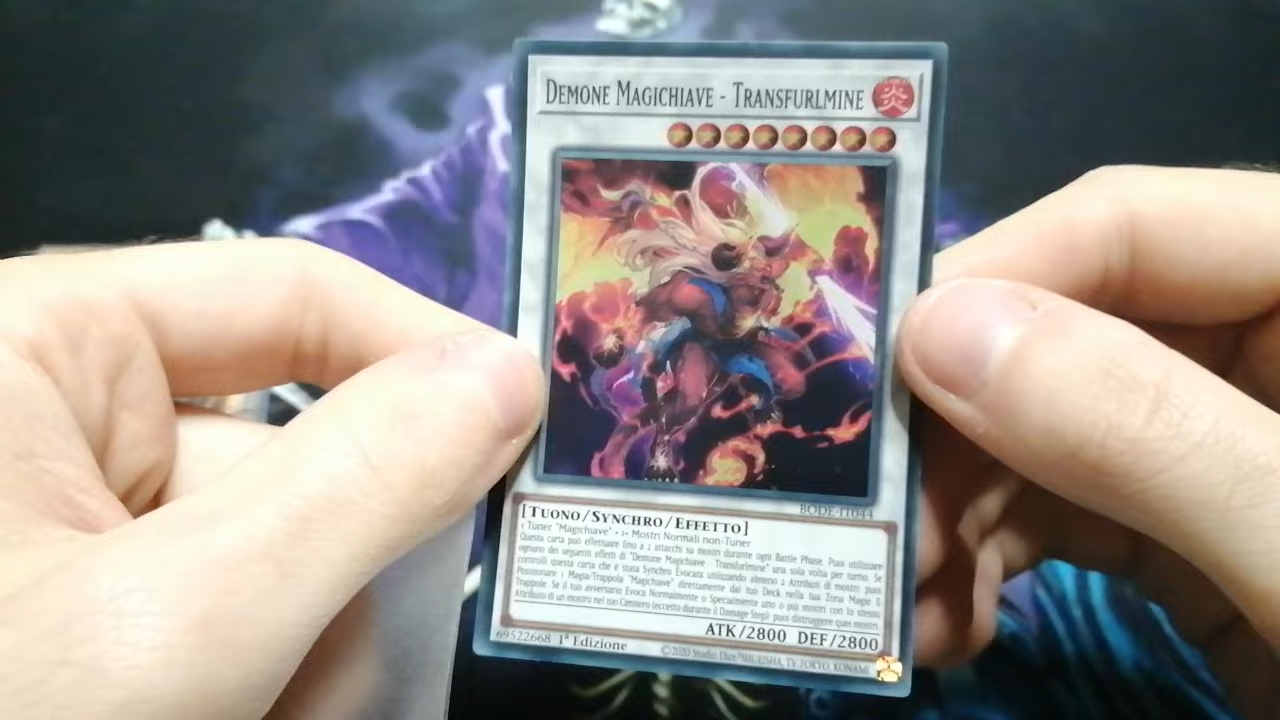 DEMONE MAGICHIAVE - TRANSFURLMINE
炎
BODE-IT044
[TUONO/SYNCHRO/EFFETTO]
1 Tuner "Magichiave" + 1+ Mostri Normali non-Tuner
Questa carta può effettuare fino a 2 attacchi su mostri durante ogni Battle Phase. Puoi utilizzare
ognuno dei seguenti effetti di "Demone Magichiave - Transfurlmine" una sola volta per turno. Se
controlli questa carta che è stata Synchro Evocata utilizzando almeno 2 Attributi di mostri: puoi
Posizionare 1 Magia/Trappola "Magichiave" direttamente dal tuo Deck nella tua Zona Magie &
Trappole. Se il tuo avversario Evoca Normalmente o Specialmente uno o più mostri con lo stesso
Attributo di un mostro nel tuo Cimitero (eccetto durante il Damage Step): puoi distruggere quei mostri.
ATK/2800 DEF/2800
69522668 1ª Edizione
©2020 Studio Dice/SHUEISHA, TV TOKYO, KONAMI